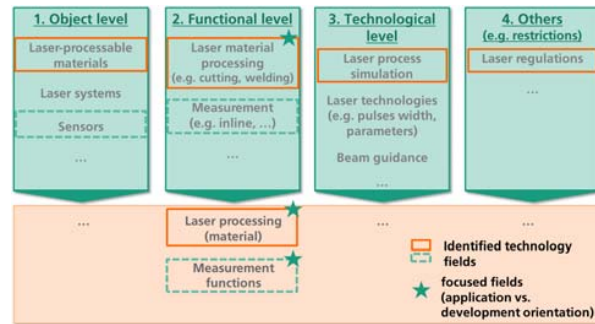 1. Object level
Laser-processable
materials
Laser systems
Sensors
...
2. Functional level
Laser material
processing
(e.g. cutting, welding)
Measurement
(e.g. inline, ...)
...
3. Technological
level
Laser process
simulation
Laser technologies
(e.g. pulses width,
parameters)
Beam guidance
...
4. Others
(e.g. restrictions)
Laser regulations
...
...
Laser processing
(material)
Measurement
functions
...
...
Identified technology
fields
focused fields
(application vs.
development orientation)